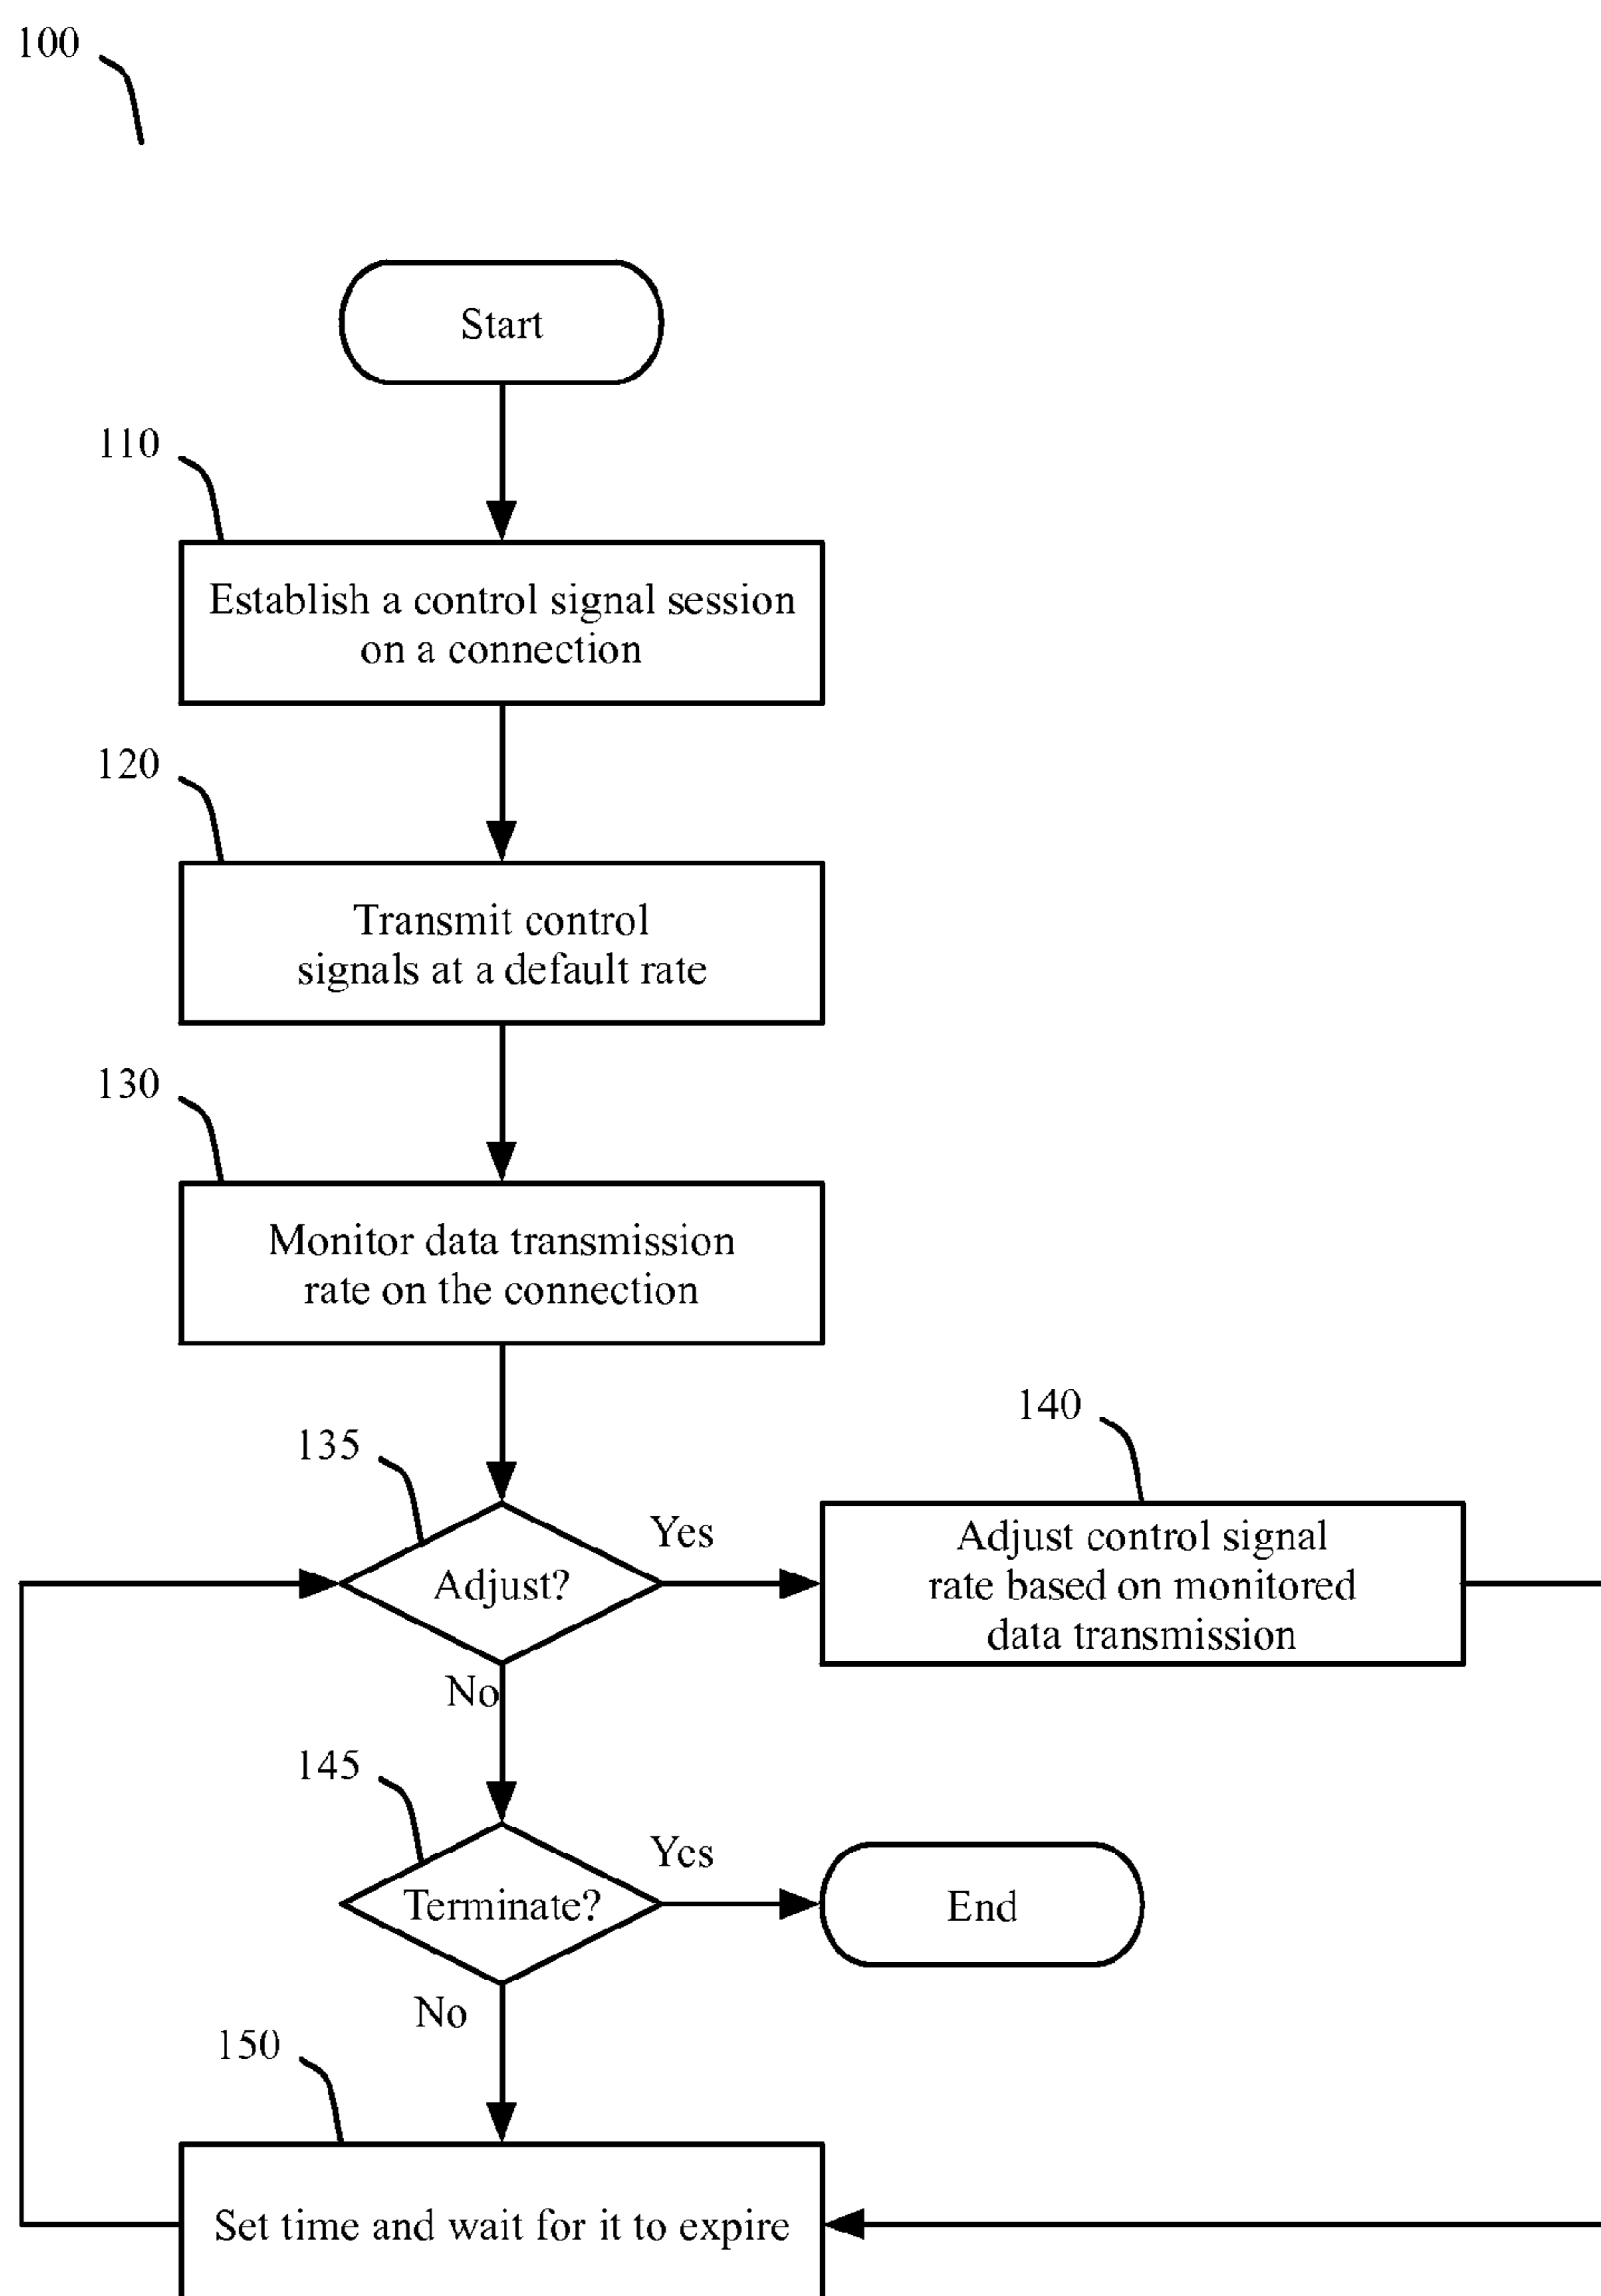 100
Start
110
Establish a control signal session
on a connection
120
Transmit control
signals at a default rate
130
Monitor data transmission
rate on the connection
135
Adjust?
Yes
140
Adjust control signal
rate based on monitored
data transmission
No
145
Terminate?
Yes
End
No
150
Set time and wait for it to expire